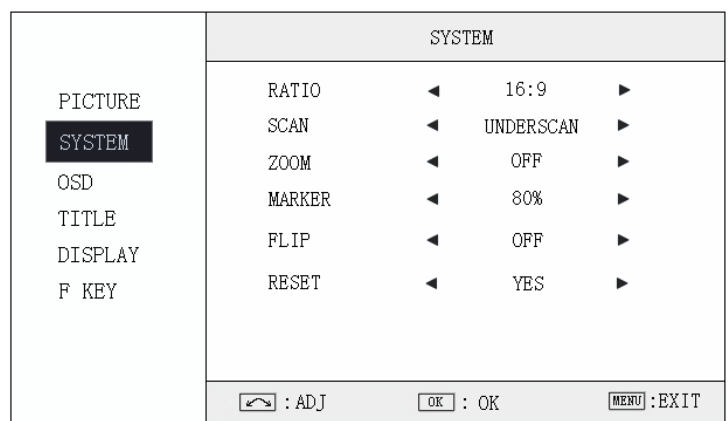 SYSTEM
PICTURE
SYSTEM
OSD
TITLE
DISPLAY
F KEY
RATIO 16:9
SCAN UNDERSCAN
ZOOM OFF
MARKER 80%
FLIP OFF
RESET YES
:ADJ OK : OK MENU :EXIT